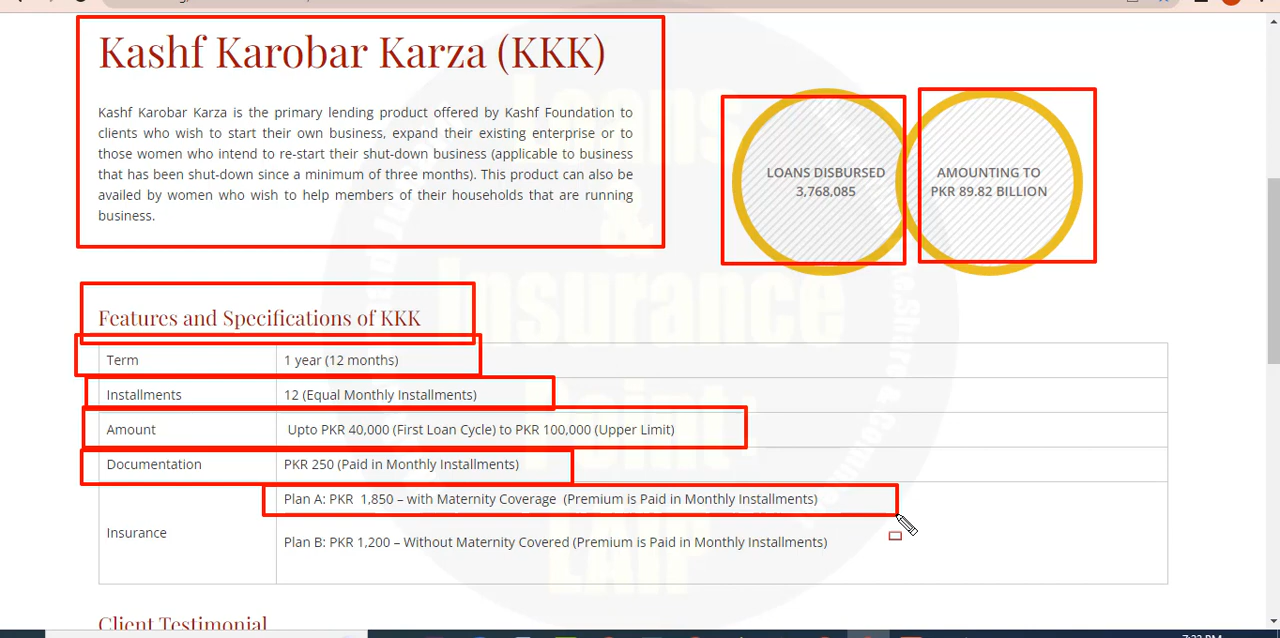 Kashf Karobar Karza (KKK)
Kashf Karobar Karza is the primary lending product offered by Kashf Foundation to
clients who wish to start their own business, expand their existing enterprise or to
those women who intend to re-start their shut-down business (applicable to business
that has been shut-down since a minimum of three months). This product can also be
availed by women who wish to help members of their households that are running
business.
LOANS DISBURSED
3,768,085
AMOUNTING TO
PKR 89.82 BILLION
Features and Specifications of KKK
Term 1 year (12 months)
Installments 12 (Equal Monthly Installments)
Amount Upto PKR 40,000 (First Loan Cycle) to PKR 100,000 (Upper Limit)
Documentation PKR 250 (Paid in Monthly Installments)
Insurance
Plan A: PKR 1,850 – with Maternity Coverage (Premium is Paid in Monthly Installments)
Plan B: PKR 1,200 – Without Maternity Covered (Premium is Paid in Monthly Installments)
Client Testimonial
Loans
&
Insurance
Point
LAIP